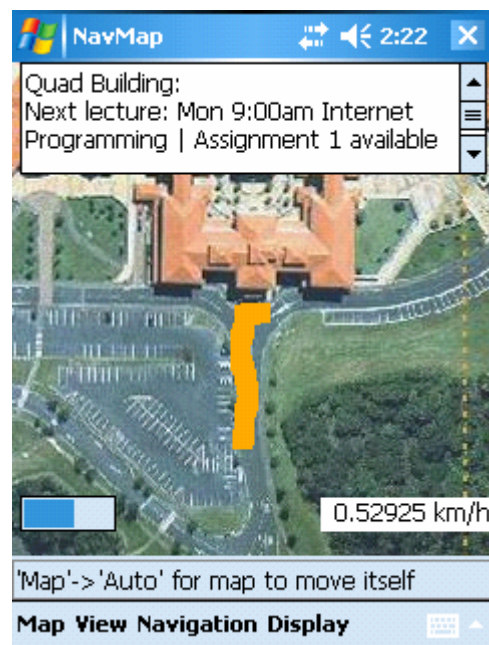 NavMap
2:22
Quad Building:
Next lecture: Mon 9:00am Internet
Programming | Assignment 1 available
0.52925 km/h
'Map'->'Auto' for map to move itself
Map View Navigation Display